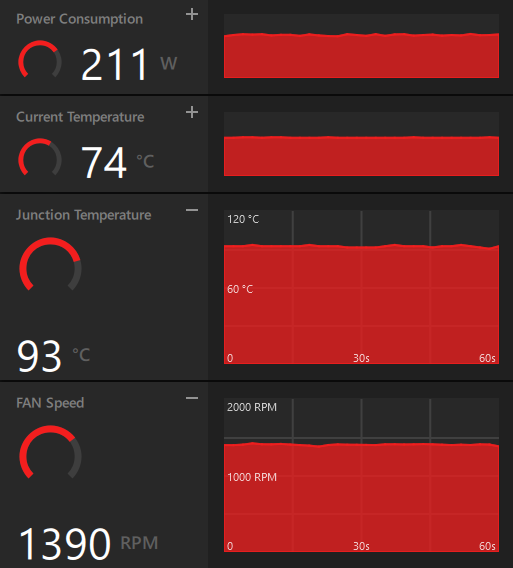 Power Consumption
211 W
Current Temperature
74 °C
Junction Temperature
93 °C
120 °C
60 °C
0 30s 60s
FAN Speed
1390 RPM
2000 RPM
1000 RPM
0 30s 60s